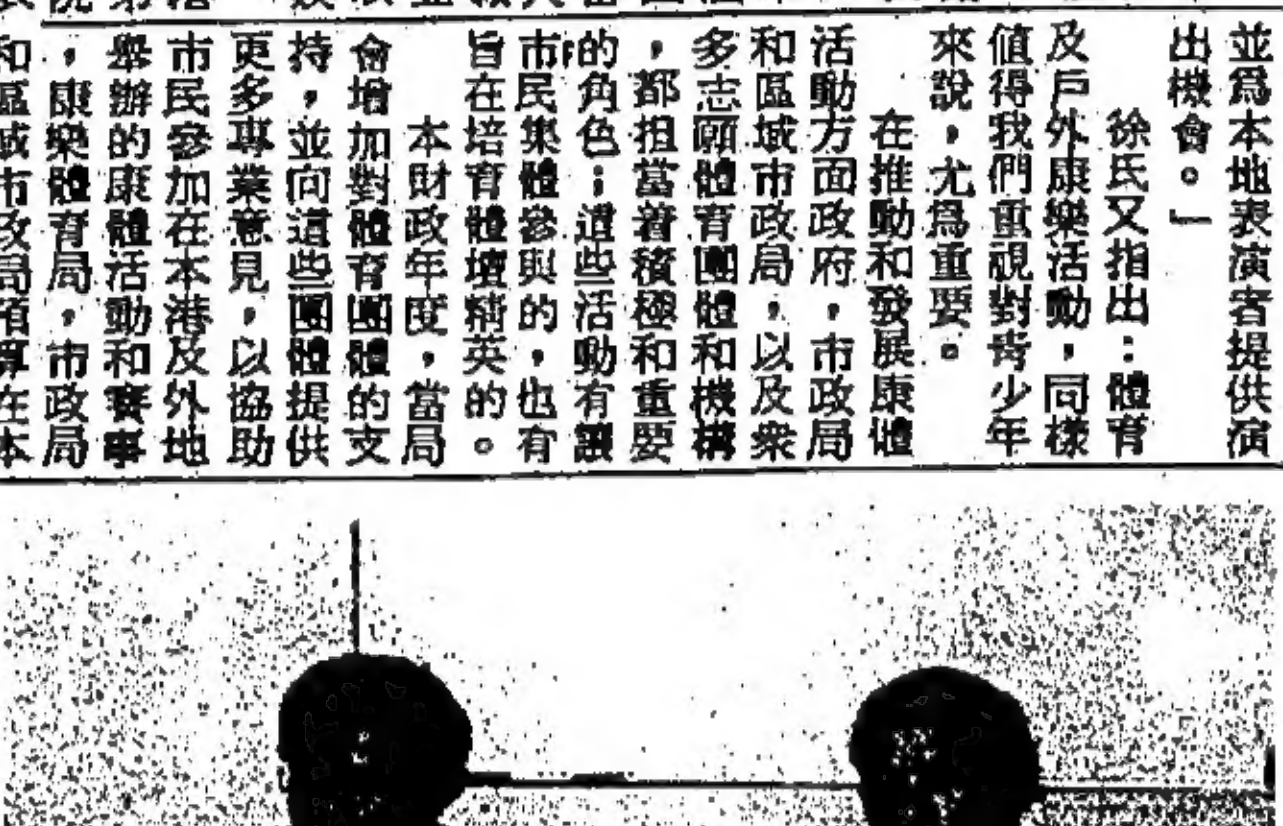 並爲本地表演者提供演
出機會。」
徐氏又指出：體育
及戶外康樂活動，同樣
值得我們重視對青少年
來說，尤爲重要。
在推動和發展康體
活動方面政府，市政局
和區域市政局，以及衆
多志願體育團體和機構
，都担當着積極和重要
的角色；這些活動有讓
市民集體參與的，也有
旨在培育體壇精英的。
本財政年度，當局
會增加對體育團體的支
持，並向這些團體提供
更多專業意見，以協助
市民參加在本港及外地
舉辦的康體活動和賽事
，康樂體育局，市政局
和區域市政局預算在本